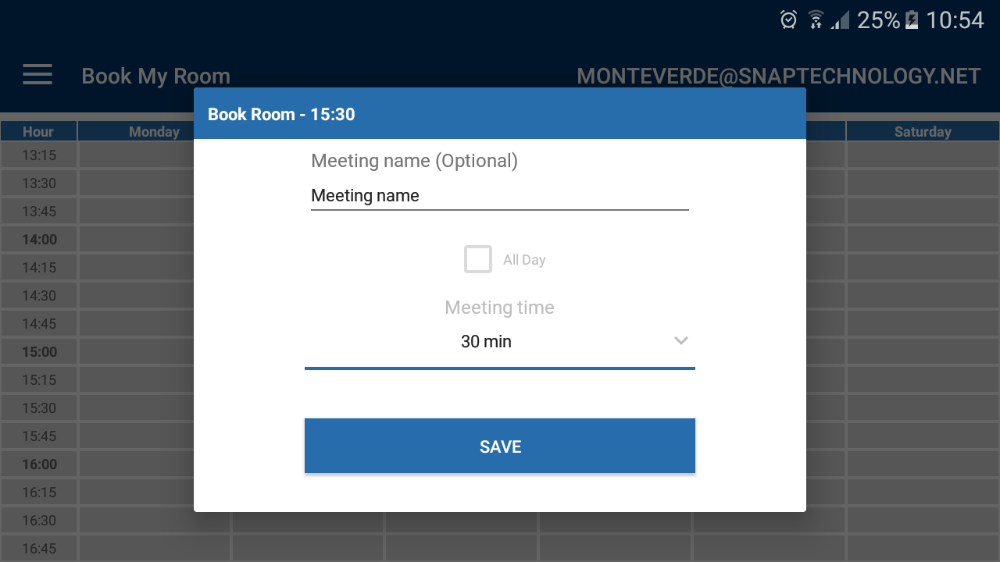 25% 10:54
Book My Room MONTEVERDE@SNAPTECHNOLOGY.NET
Book Room - 15:30
Hour Monday Saturday
Meeting name (Optional)
Meeting name
All Day
Meeting time
30 min
SAVE
13:15
13:30
13:45
14:00
14:15
14:30
14:45
15:00
15:15
15:30
15:45
16:00
16:15
16:30
16:45